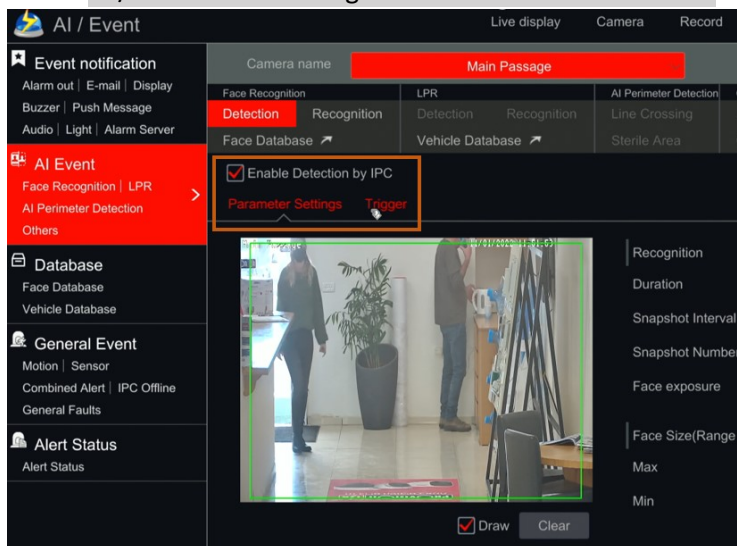 AI / Event
Live display Camera Record
Event notification
Alarm out | E-mail | Display
Buzzer | Push Message
Audio | Light | Alarm Server
AI Event
Face Recognition | LPR
AI Perimeter Detection
Others
Database
Face Database
Vehicle Database
General Event
Motion | Sensor
Combined Alert | IPC Offline
General Faults
Alert Status
Alert Status
Camera name Main Passage
Face Recognition LPR AI Perimeter Detection
Detection Recognition Detection Recognition Line Crossing
Face Database Vehicle Database Sterile Area
Enable Detection by IPC
Parameter Settings Trigger
Recognition
Duration
Snapshot Interval
Snapshot Number
Face exposure
Face Size(Range
Max
Min
Draw Clear